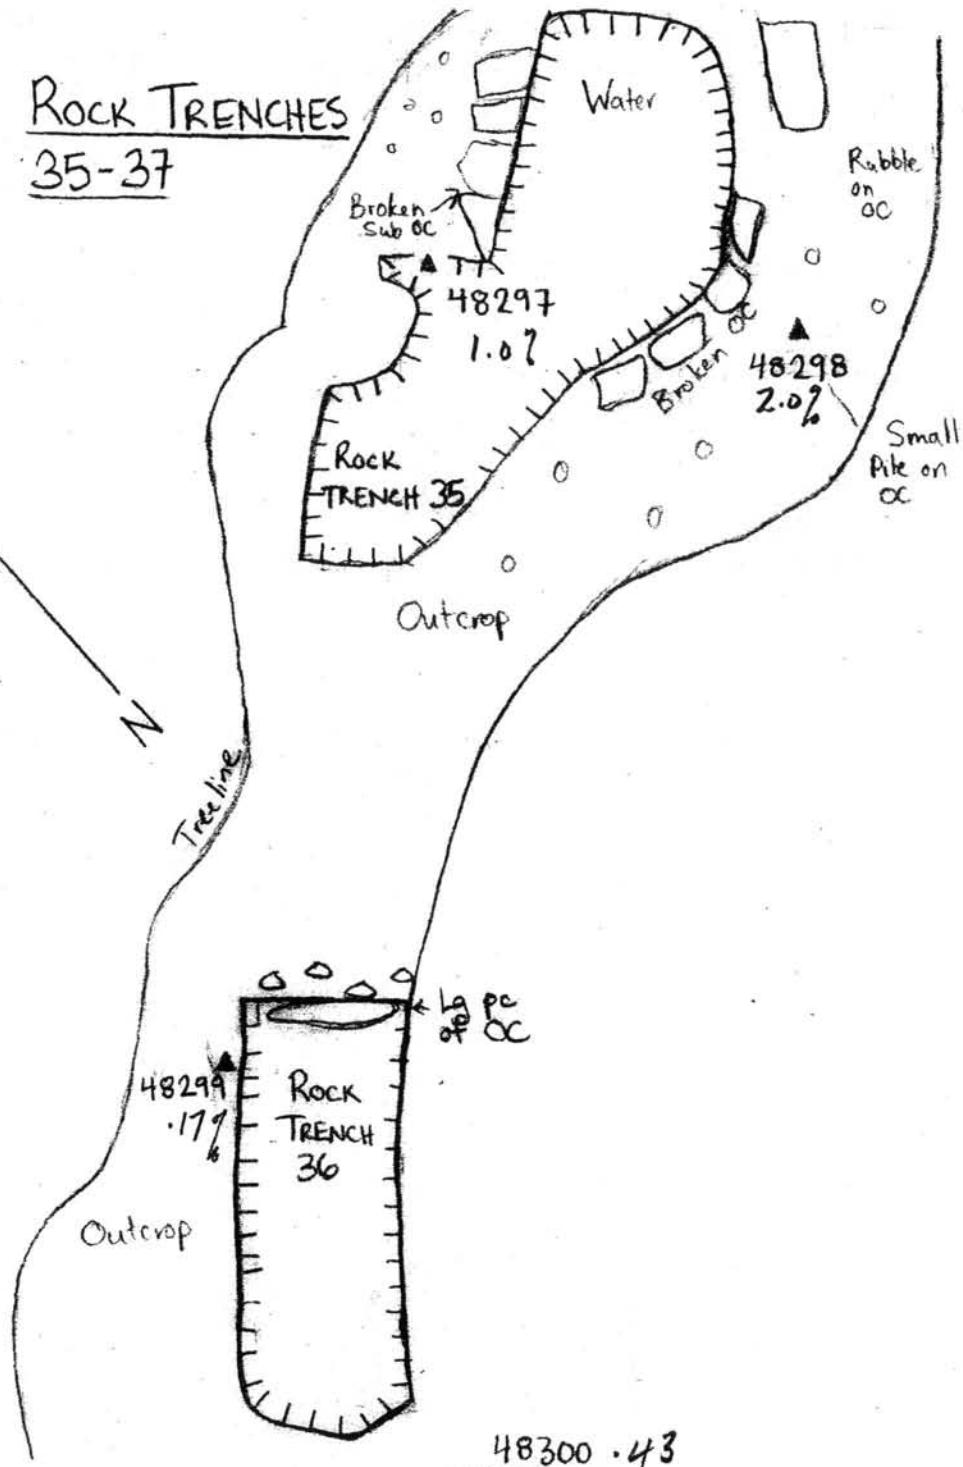 ROCK TRENCHES
35-37
Water
Rubble
on
OC
Broken
Sub OC
48297
1.0%
Broken OC
48298
2.0%
Small
Pile on
OC
ROCK
TRENCH 35
Outcrop
N
Treeline
Lg pc
of OC
48299
.17%
ROCK
TRENCH
36
Outcrop
48300 .43